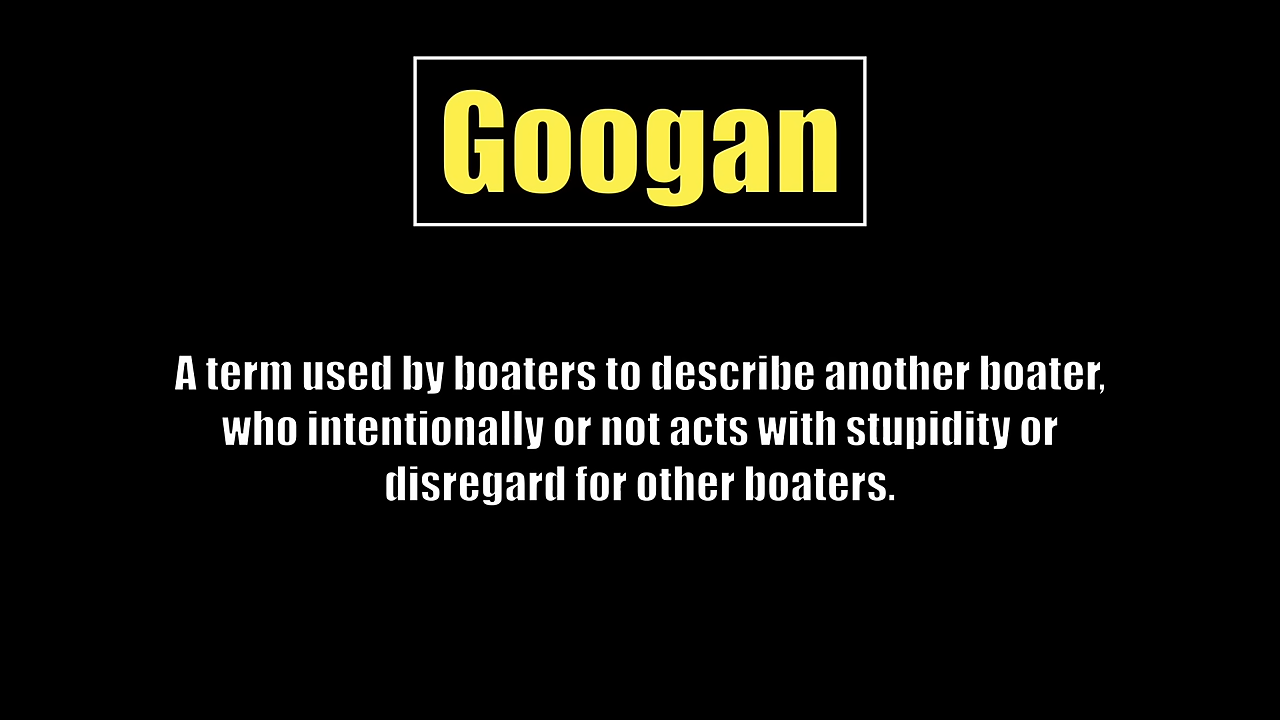 Googan
A term used by boaters to describe another boater,
who intentionally or not acts with stupidity or
disregard for other boaters.